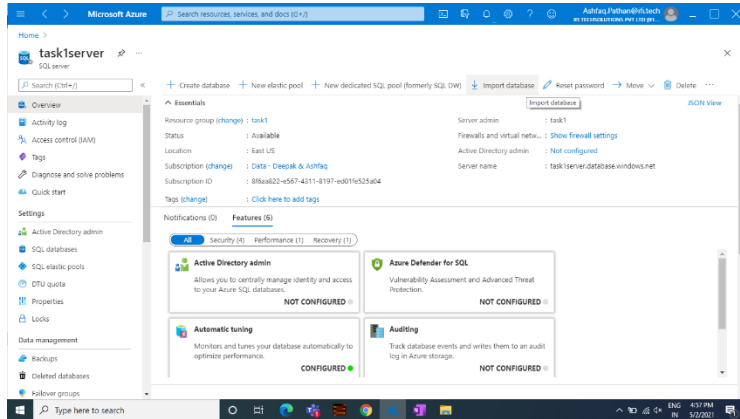 Microsoft Azure
Search resources, services, and docs (G+/)
Ashfaq.Pathan@rli.tech
Home >
task1server
SQL server
Search (Ctrl+/)
Create database
New elastic pool
New dedicated SQL pool (formerly SQL DW)
Import database
Reset password
Move
Delete
Import database
Overview
Activity log
Access control (IAM)
Tags
Diagnose and solve problems
Quick start
Settings
Active Directory admin
SQL databases
SQL elastic pools
DTU quota
Properties
Locks
Data management
Backups
Deleted databases
Failover groups
Essentials
JSON View
Resource group (change) : task1
Status : Available
Location : East US
Subscription (change) : Data - Deepak & Ashfaq
Subscription ID : 8f6aa822-e567-4311-8197-ed01fe525a04
Tags (change) : Click here to add tags
Server admin : task1
Firewalls and virtual netw... : Show firewall settings
Active Directory admin : Not configured
Server name : task1server.database.windows.net
Notifications (0)
Features (6)
All
Security (4)
Performance (1)
Recovery (1)
Active Directory admin
Allows you to centrally manage identity and access
to your Azure SQL databases.
NOT CONFIGURED
Azure Defender for SQL
Vulnerability Assessment and Advanced Threat
Protection.
NOT CONFIGURED
Automatic tuning
Monitors and tunes your database automatically to
optimize performance.
CONFIGURED
Auditing
Track database events and writes them to an audit
log in Azure storage.
NOT CONFIGURED
Type here to search
ENG
IN
4:57 PM
5/2/2021